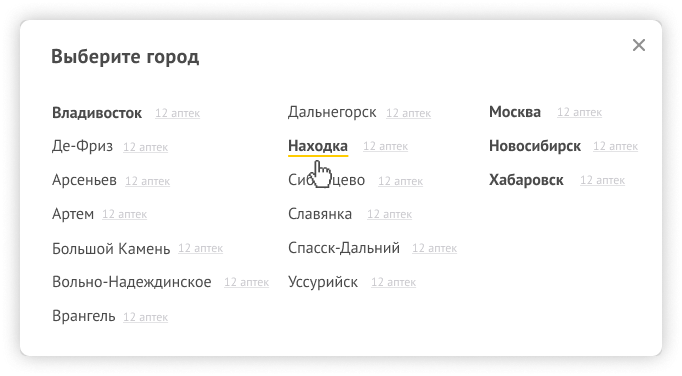 Выберите город
Владивосток 12 аптек
Де-Фриз 12 аптек
Арсеньев 12 аптек
Артем 12 аптек
Большой Камень 12 аптек
Вольно-Надеждинское 12 аптек
Врангель 12 аптек
Дальнегорск 12 аптек
Находка 12 аптек
12 аптек
Славянка 12 аптек
Спасск-Дальний 12 аптек
Уссурийск 12 аптек
Москва 12 аптек
Новосибирск 12 аптек
Хабаровск 12 аптек